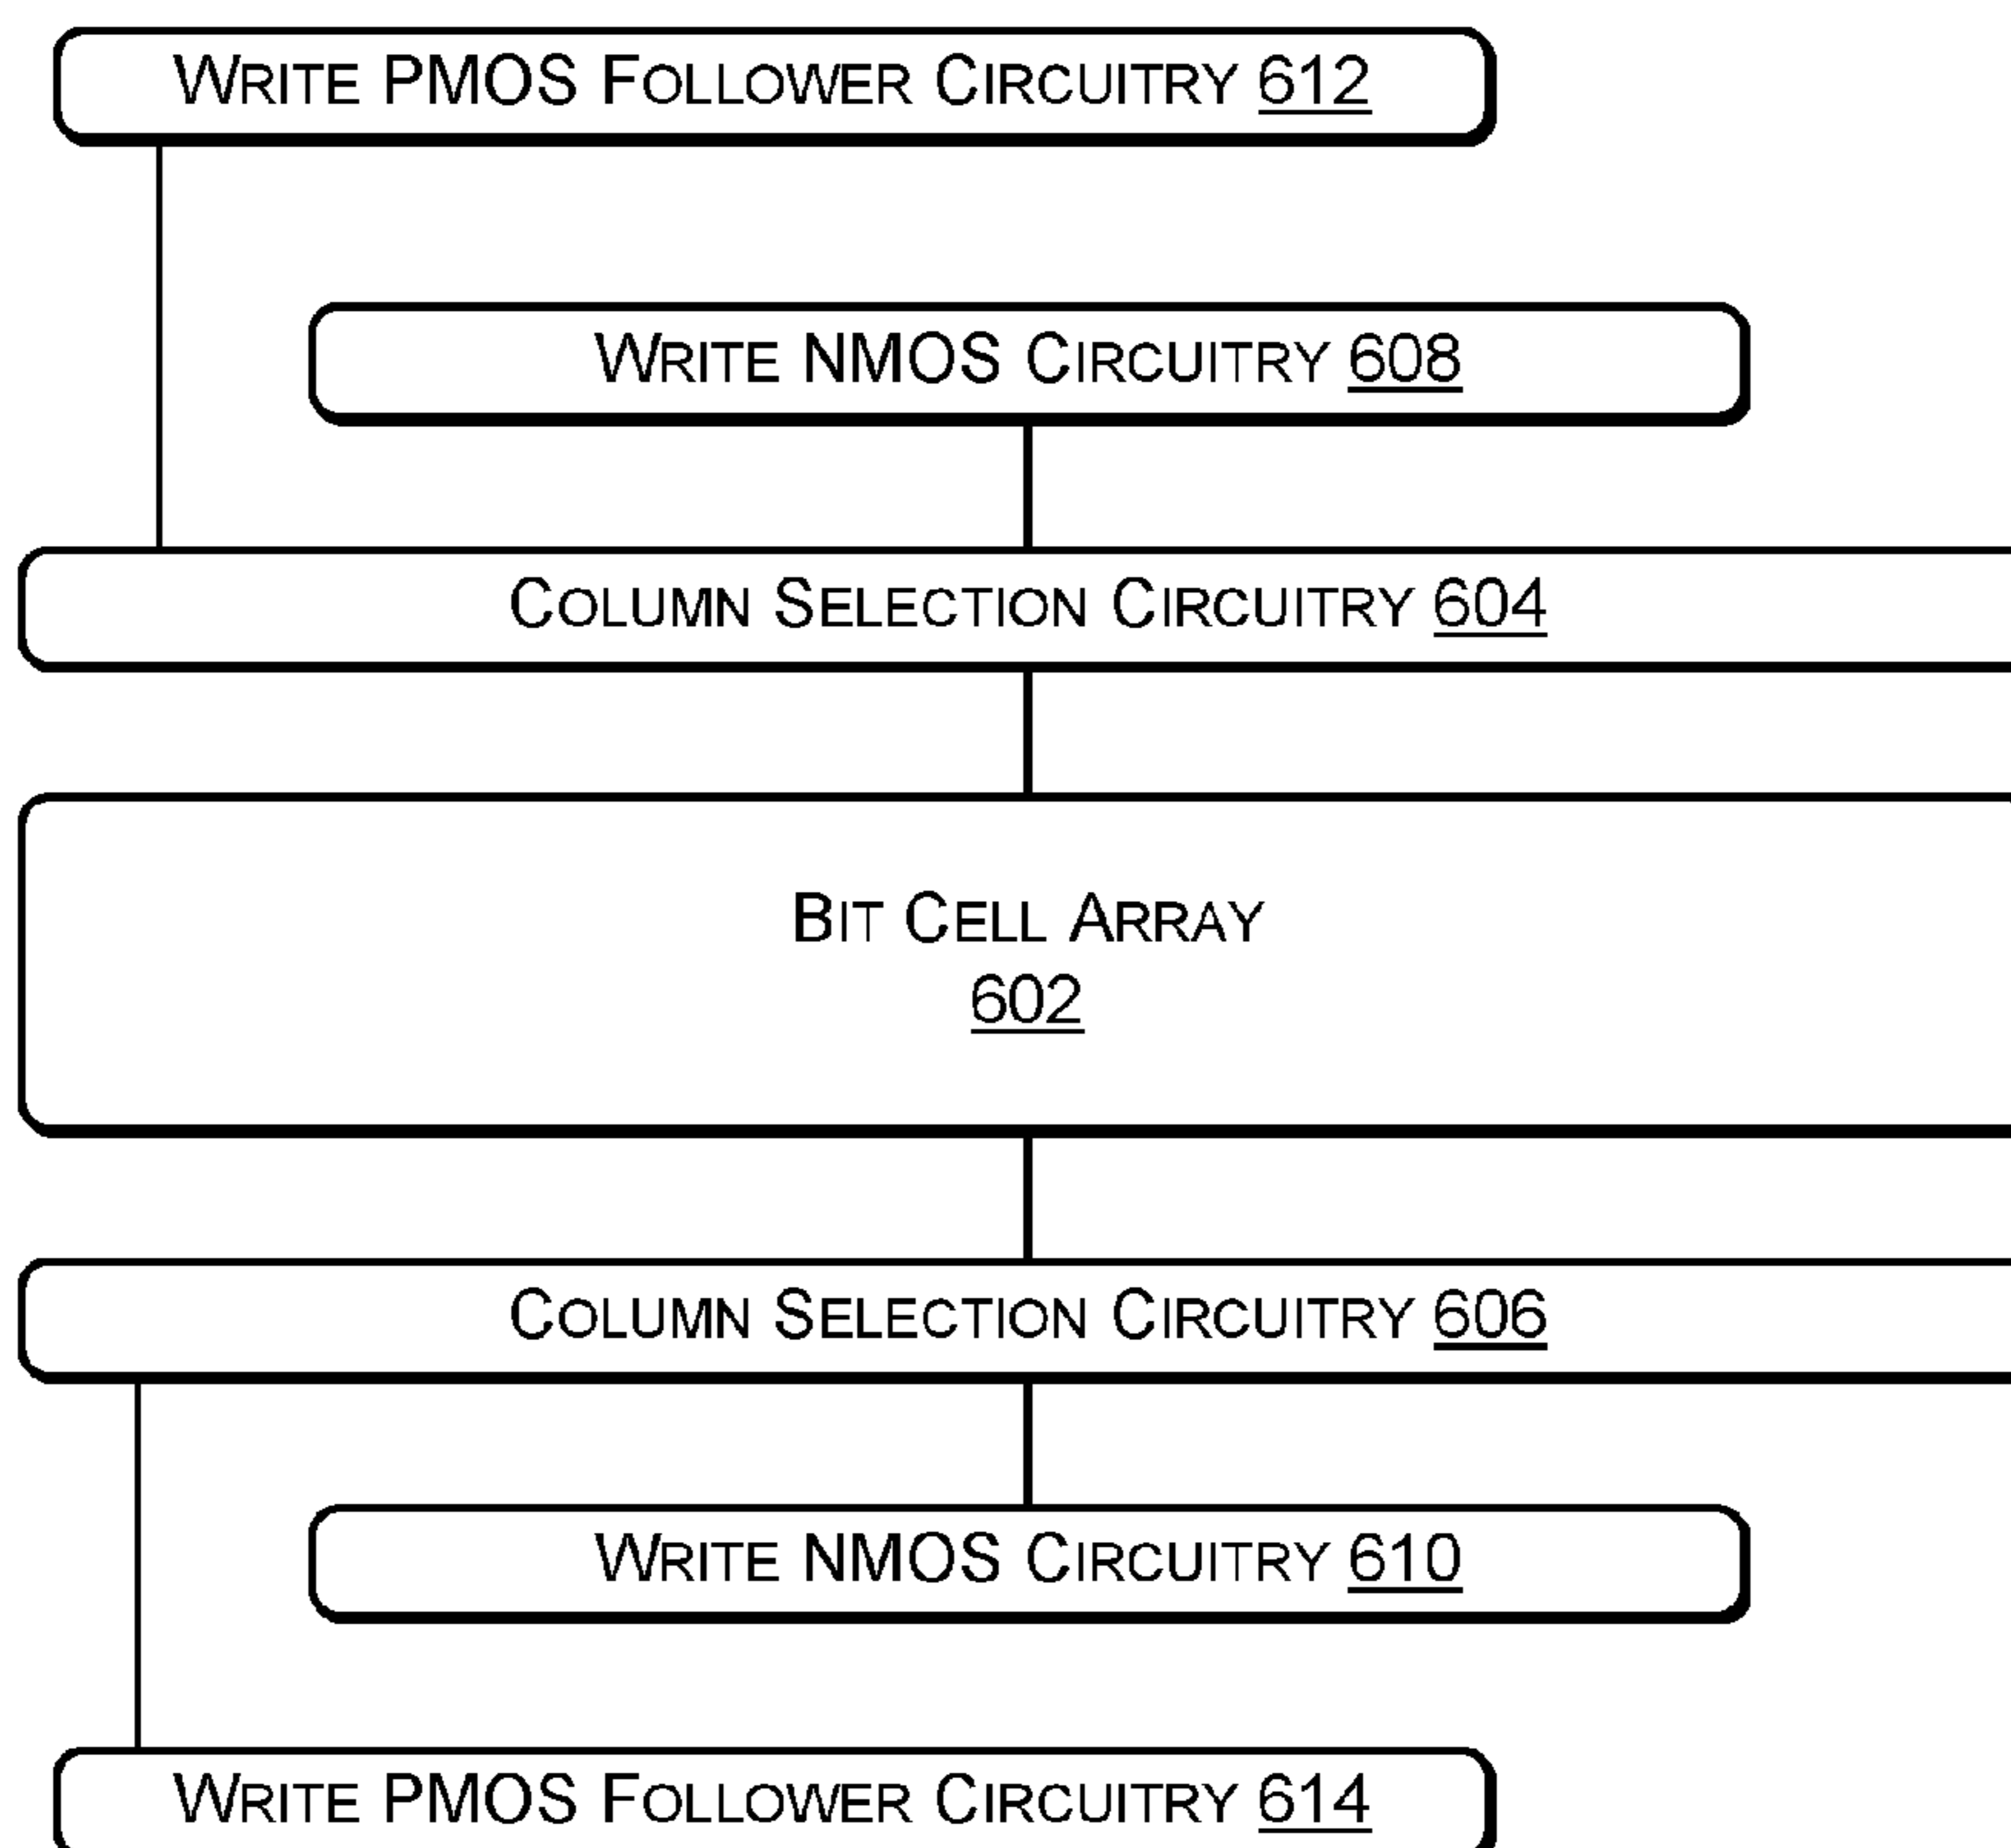 WRITE PMOS FOLLOWER CIRCUITRY 612
WRITE NMOS CIRCUITRY 608
COLUMN SELECTION CIRCUITRY 604
BIT CELL ARRAY
602
COLUMN SELECTION CIRCUITRY 606
WRITE NMOS CIRCUITRY 610
WRITE PMOS FOLLOWER CIRCUITRY 614